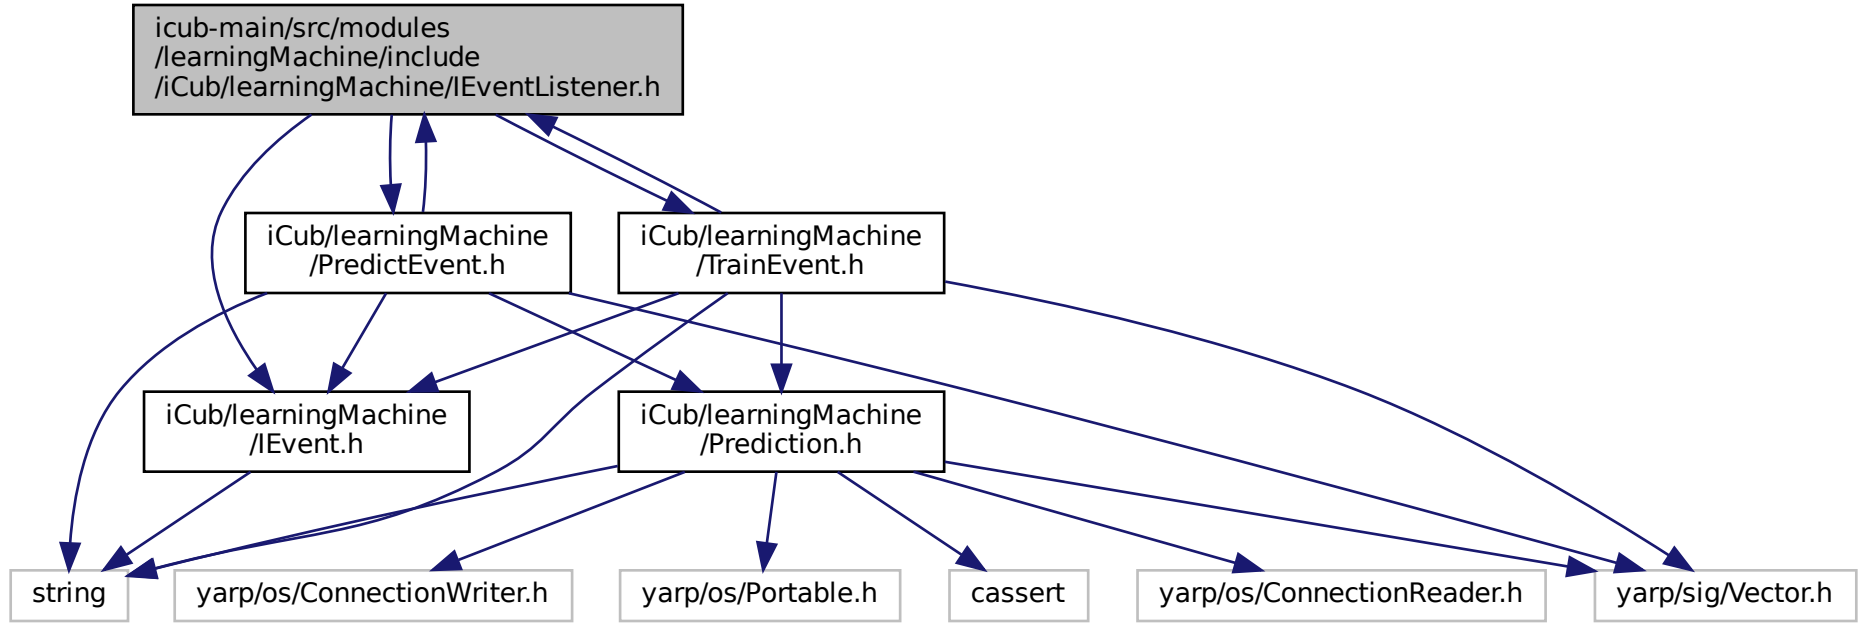 icub-main/src/modules
/learningMachine/include
/iCub/learningMachine/IEventListener.h
iCub/learningMachine
/PredictEvent.h
iCub/learningMachine
/TrainEvent.h
iCub/learningMachine
/IEvent.h
iCub/learningMachine
/Prediction.h
string
yarp/os/ConnectionWriter.h
yarp/os/Portable.h
cassert
yarp/os/ConnectionReader.h
yarp/sig/Vector.h